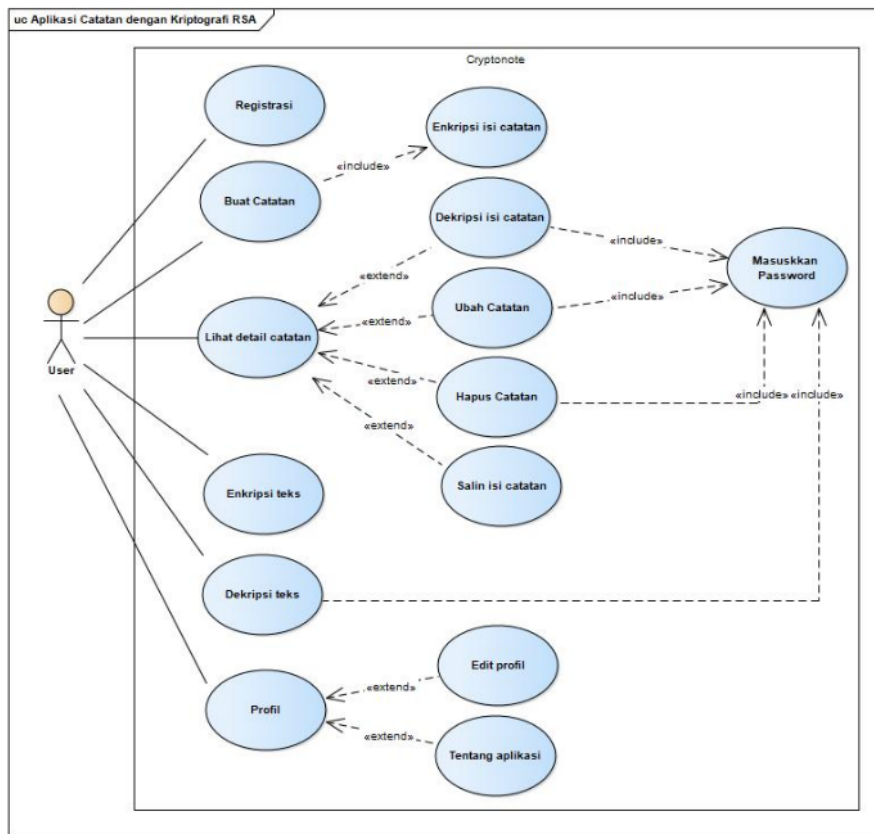 uc Aplikasi Catatan dengan Kriptografi RSA
Cryptonote
Registrasi
Enkripsi isi catatan
«include»
Buat Catatan
Dekripsi isi catatan
«include»
Masuskkan
Password
«extend»
Ubah Catatan
«include»
«extend»
Lihat detail catatan
User
«extend»
Hapus Catatan
«include»
«include»
«extend»
Salin isi catatan
Enkripsi teks
Dekripsi teks
Edit profil
«extend»
Profil
«extend»
Tentang aplikasi